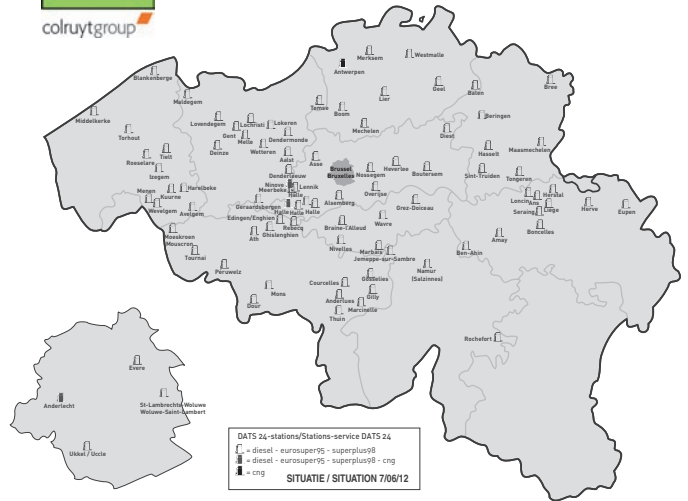 colruytgroup
Merksem
Westmalle
Antwerpen
Blankenberge
Geel
Balen
Bree
Maldegem
Lier
Temse
Boom
Beringen
Middelkerke
Lovendegem
Lochristi
Lokeren
Mechelen
Diest
Torhout
Gent
Melle
Dendermonde
Wetteren
Hasselt
Maasmechelen
Roeselare
Tielt
Deinze
Aalst
Asse
Brussel
Bruxelles
Nossegem
Heverlee
Boutersem
Sint-Truiden
Tongeren
Izegem
Denderleeuw
Menen
Kuurne
Harelbeke
Ninove
Meerbeke
Lennik
Halle
Overijse
Loncin
Ans
Herstal
Liège
Herve
Eupen
Wevelgem
Avelgem
Geraardsbergen
Halle
Halle
Halle
Alsemberg
Grez-Doiceau
Seraing
Boncelles
Edingen/Enghien
Rebecq
Braine-l'Alleud
Wavre
Moeskroen
Mouscron
Ath
Ghislenghien
Amay
Nivelles
Marbais
Jemeppe-sur-Sambre
Ben-Ahin
Tournai
Peruwelz
Namur
(Salzinnes)
Gosselies
Courcelles
Mons
Anderlues
Gilly
Dour
Marcinelle
Thuin
Rochefort
Evere
Anderlecht
St-Lambrechts-Woluwe
Woluwe-Saint-Lambert
Ukkel / Uccle
DATS 24-stations/Stations-service DATS 24
= diesel - eurosuper95 - superplus98
= diesel - eurosuper95 - superplus98 - cng
= cng
SITUATIE / SITUATION 7/06/12